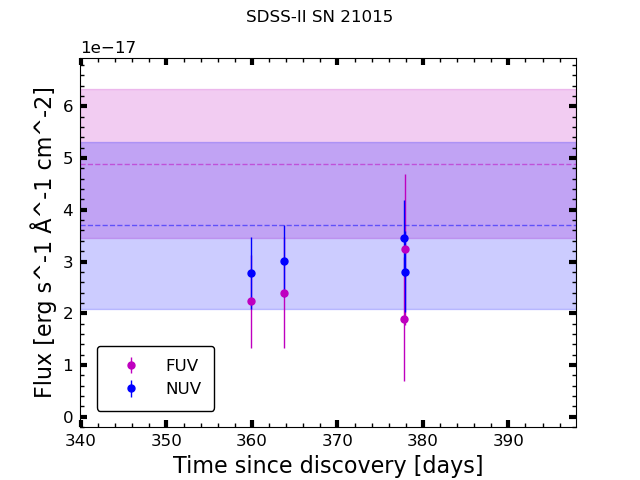 SDSS-II SN 21015
1e−17
Flux [erg s^-1 Å^-1 cm^-2]
6
5
4
3
2
1
0
FUV
NUV
340 350 360 370 380 390
Time since discovery [days]